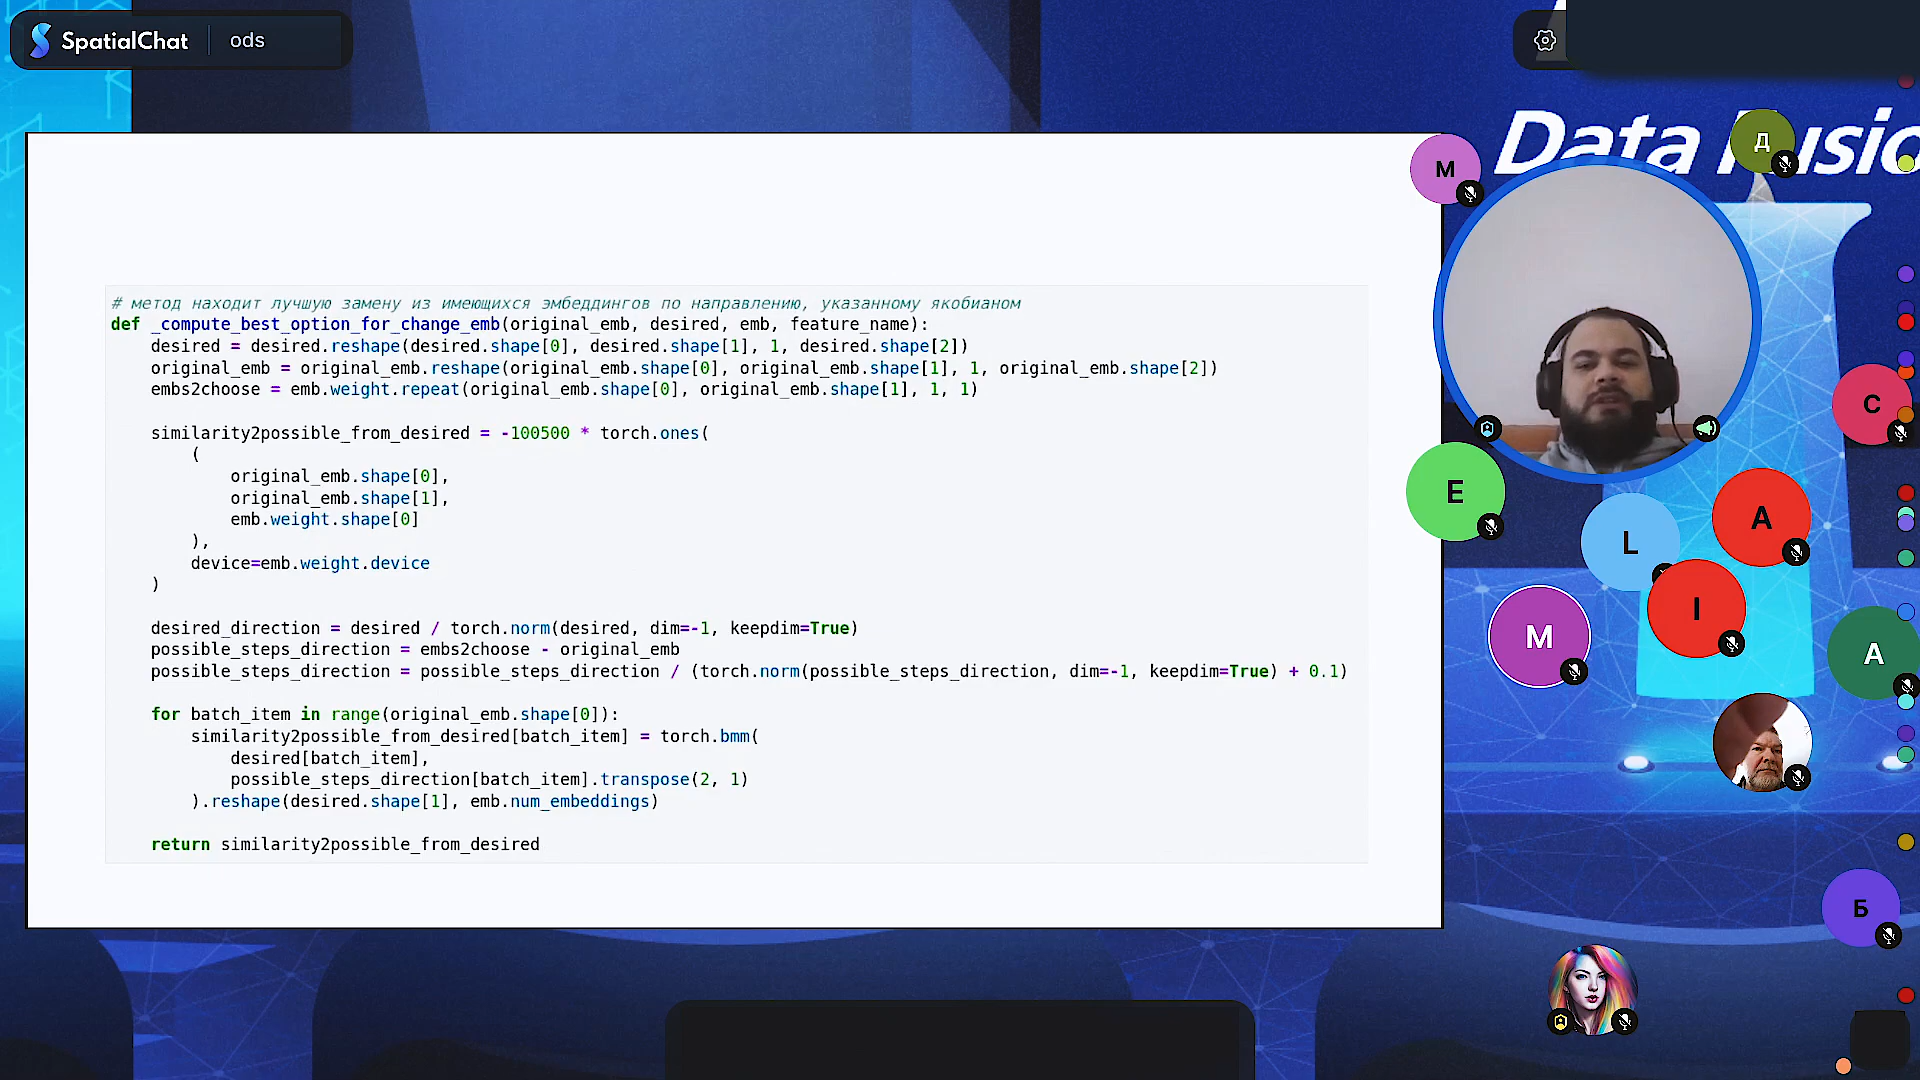 SpatialChat
ods
Data
# метод находит лучшую замену из имеющихся эмбеддингов по направлению, указанному якобианом
def _compute_best_option_for_change_emb(original_emb, desired, emb, feature_name):
    desired = desired.reshape(desired.shape[0], desired.shape[1], 1, desired.shape[2])
    original_emb = original_emb.reshape(original_emb.shape[0], original_emb.shape[1], 1, original_emb.shape[2])
    embs2choose = emb.weight.repeat(original_emb.shape[0], original_emb.shape[1], 1, 1)
    similarity2possible_from_desired = -100500 * torch.ones(
        (
            original_emb.shape[0],
            original_emb.shape[1],
            emb.weight.shape[0]
        ),
        device=emb.weight.device
    )
    desired_direction = desired / torch.norm(desired, dim=-1, keepdim=True)
    possible_steps_direction = embs2choose - original_emb
    possible_steps_direction = possible_steps_direction / (torch.norm(possible_steps_direction, dim=-1, keepdim=True) + 0.1)
    for batch_item in range(original_emb.shape[0]):
        similarity2possible_from_desired[batch_item] = torch.bmm(
            desired[batch_item],
            possible_steps_direction[batch_item].transpose(2, 1)
        ).reshape(desired.shape[1], emb.num_embeddings)
    return similarity2possible_from_desired
M
Д
C
E
L
A
I
M
A
Б